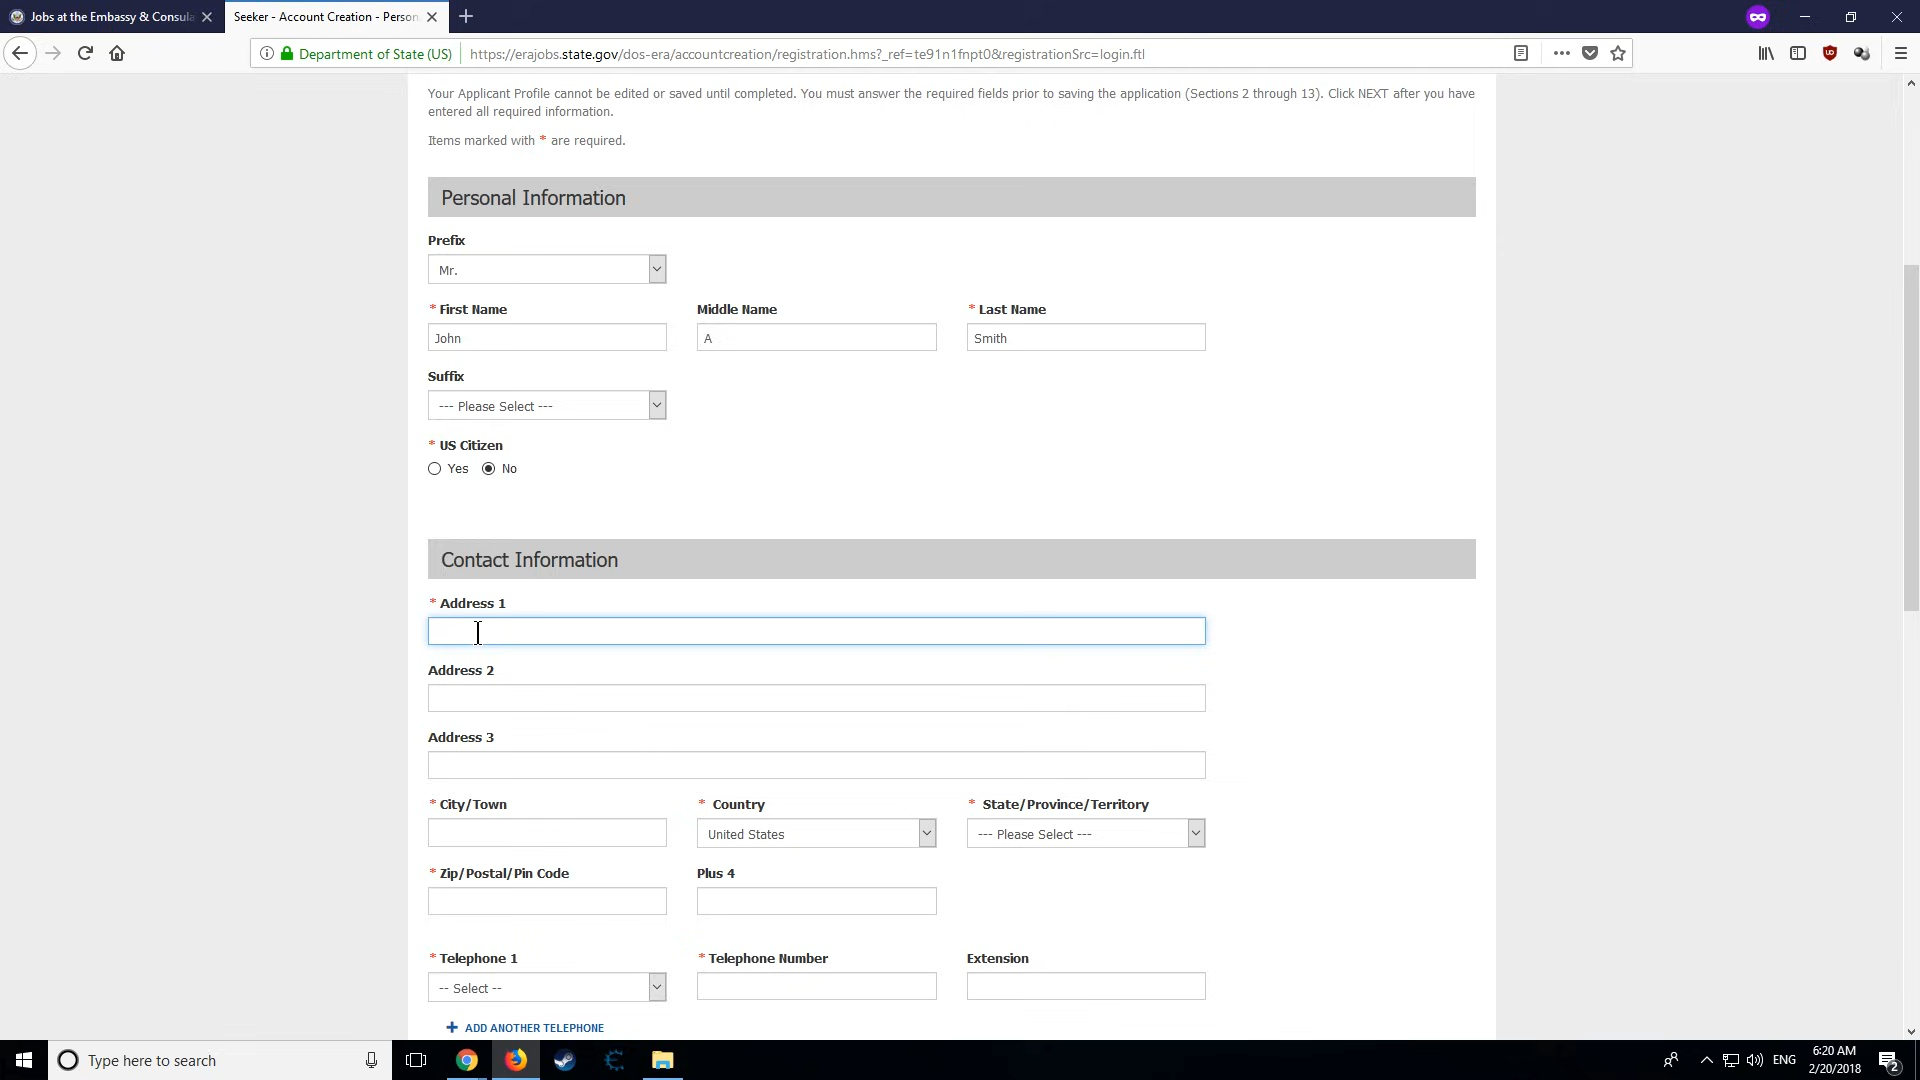 Jobs at the Embassy & Consula
Seeker - Account Creation - Person
Department of State (US)
https://erajobs.state.gov/dos-era/accountcreation/registration.hms?_ref=te91n1fnpt0&registrationSrc=login.ftl
Your Applicant Profile cannot be edited or saved until completed. You must answer the required fields prior to saving the application (Sections 2 through 13). Click NEXT after you have
entered all required information.
Items marked with * are required.
Personal Information
Prefix
Mr.
* First Name Middle Name * Last Name
John A Smith
Suffix
--- Please Select ---
* US Citizen
Yes No
Contact Information
* Address 1
Address 2
Address 3
* City/Town * Country * State/Province/Territory
United States --- Please Select ---
* Zip/Postal/Pin Code Plus 4
* Telephone 1 * Telephone Number Extension
-- Select --
+ ADD ANOTHER TELEPHONE
Type here to search
ENG
6:20 AM
2/20/2018
2